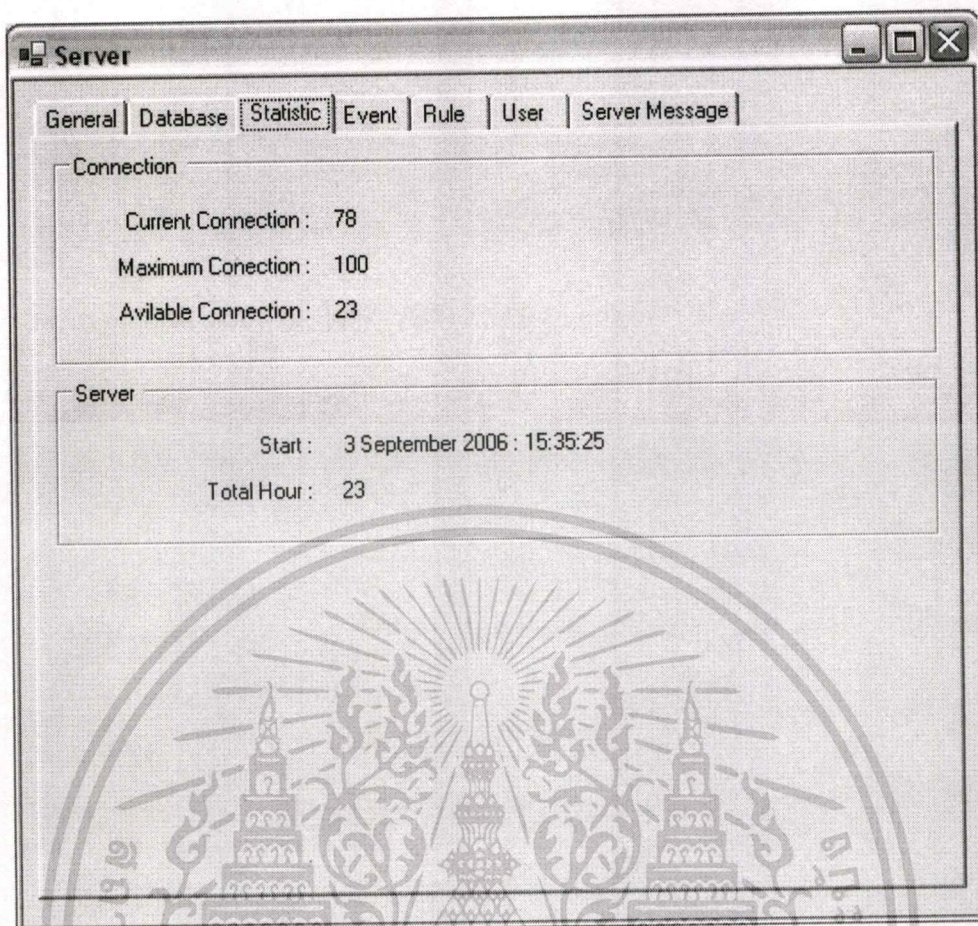 Server
General Database Statistic Event Rule User Server Message
Connection
Current Connection : 78
Maximum Conection : 100
Avilable Connection : 23
Server
Start : 3 September 2006 : 15:35:25
Total Hour : 23